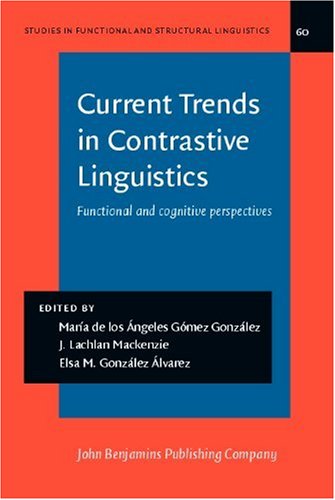 STUDIES IN FUNCTIONAL AND STRUCTURAL LINGUISTICS 60
Current Trends
in Contrastive
Linguistics
Functional and cognitive perspectives
EDITED BY
María de los Ángeles Gómez González
J. Lachlan Mackenzie
Elsa M. González Álvarez
John Benjamins Publishing Company